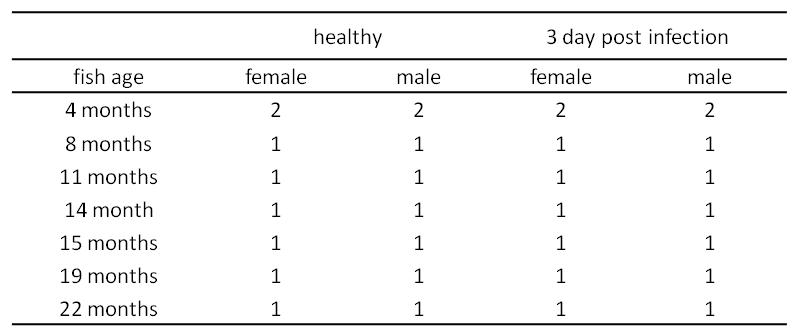 healthy 3 day post infection
fish age female male female male
4 months 2 2 2 2
8 months 1 1 1 1
11 months 1 1 1 1
14 month 1 1 1 1
15 months 1 1 1 1
19 months 1 1 1 1
22 months 1 1 1 1